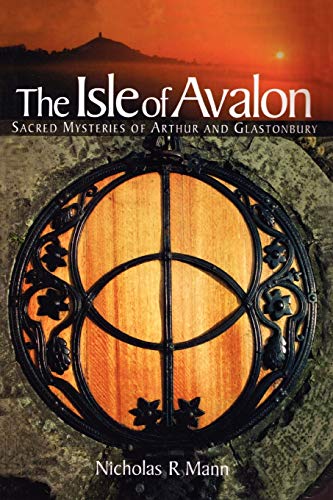 The Isle of Avalon
SACRED MYSTERIES OF ARTHUR AND GLASTONBURY
Nicholas R Mann